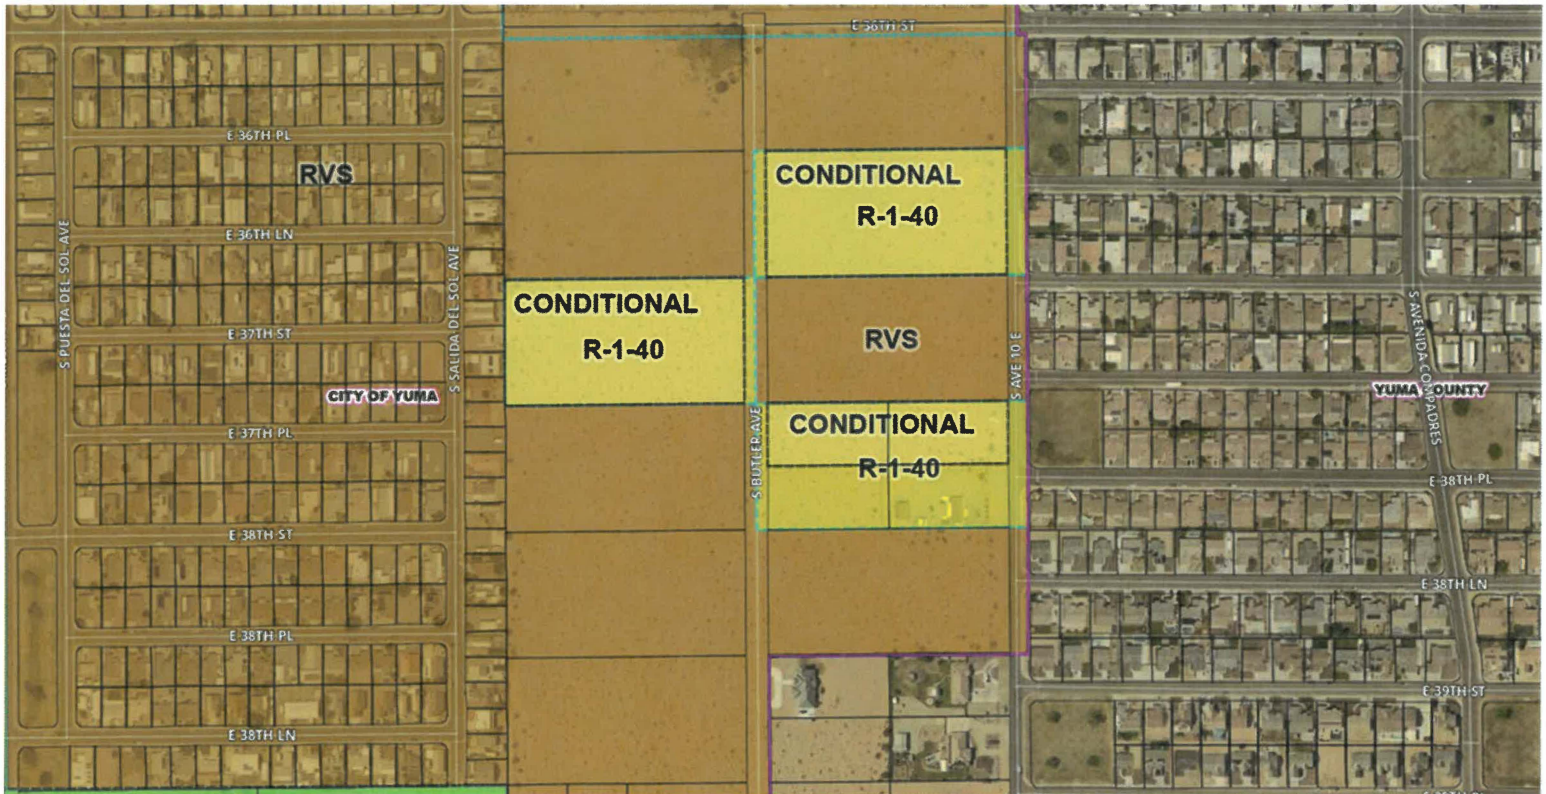 E 36TH ST
E 36TH PL
CONDITIONAL
R-1-40
RVS
E 36TH LN
S PUESTA DEL SOL AVE
S SALIDA DEL SOL AVE
CONDITIONAL
R-1-40
E 37TH ST
RVS
S AVE 10 E
S AVENIDA COMPADRES
CITY OF YUMA
YUMA COUNTY
E 37TH PL
S BUTLER AVE
CONDITIONAL
R-1-40
E 38TH PL
E 38TH ST
E 38TH LN
E 38TH PL
E 39TH ST
E 38TH LN